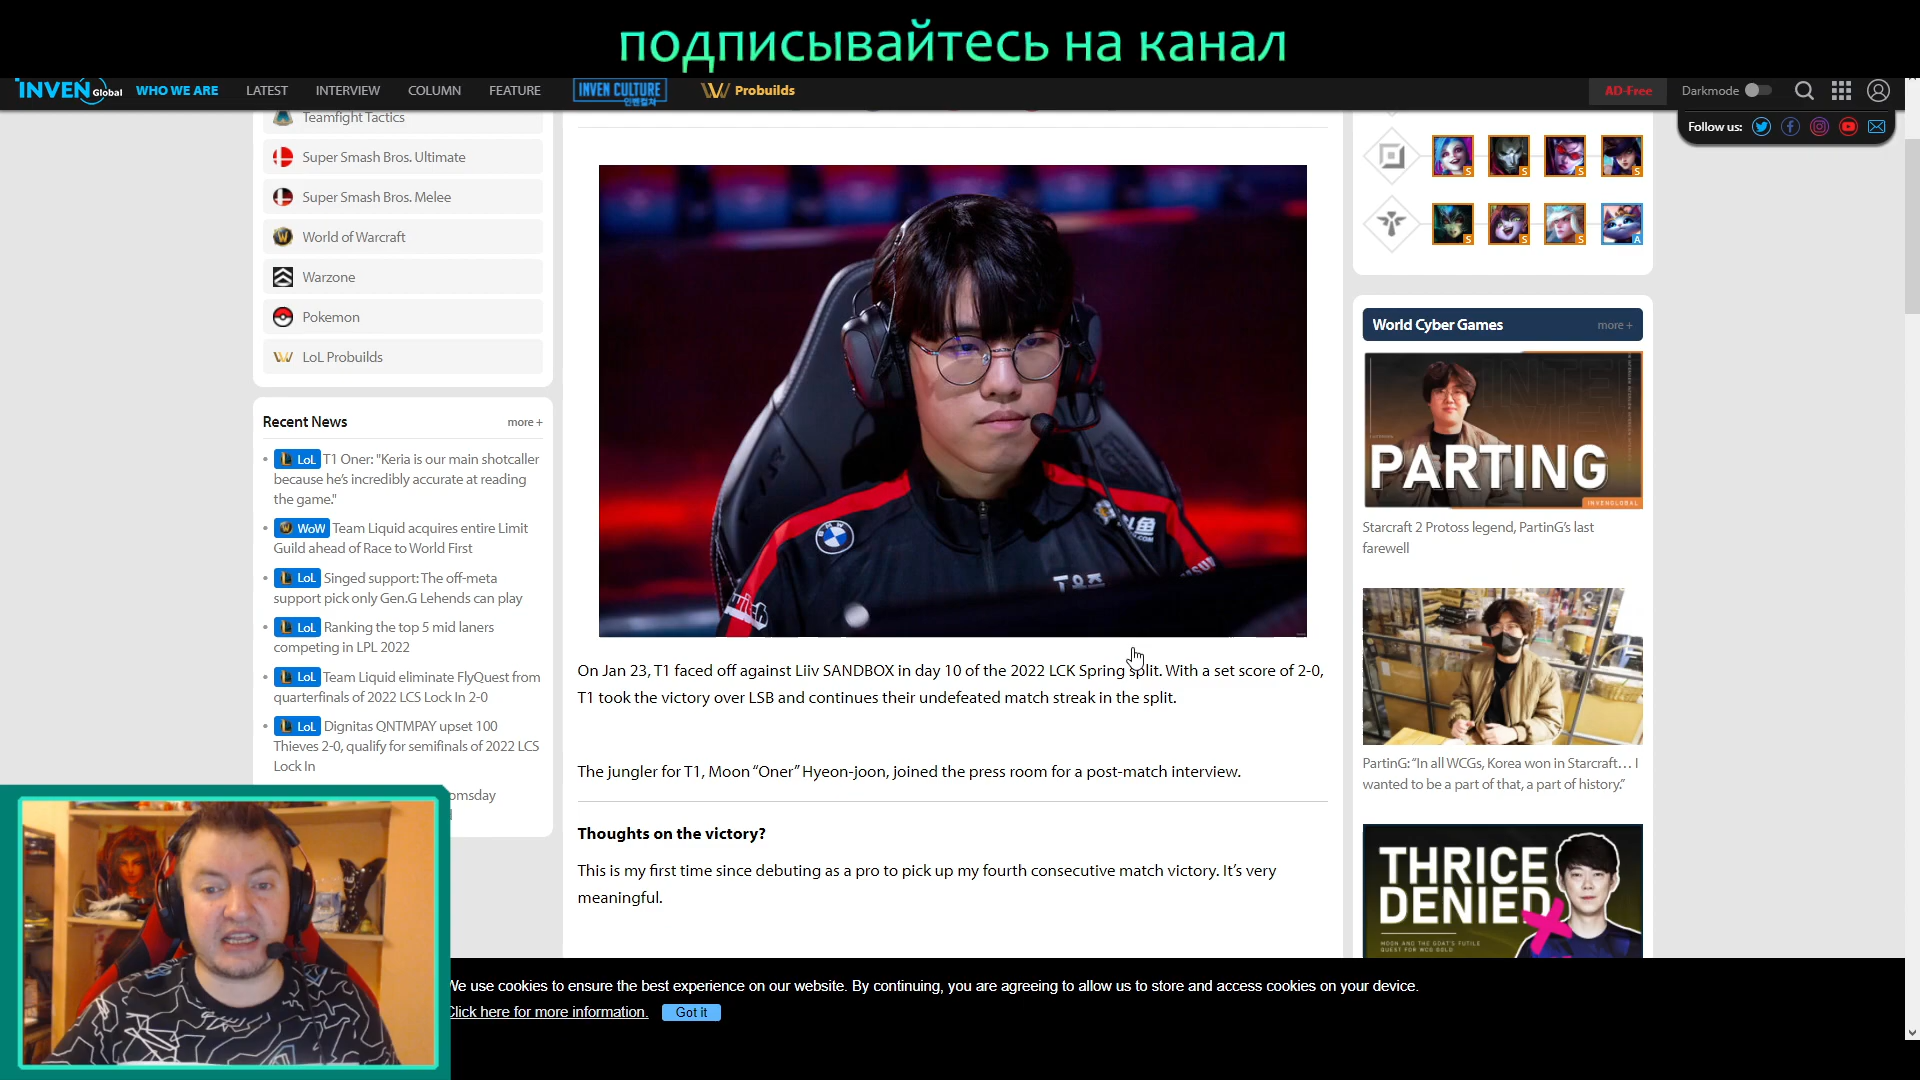 подписывайтесь на канал
INVEN Global
WHO WE ARE
LATEST
INTERVIEW
COLUMN
FEATURE
INVEN CULTURE
인벤컬처
Probuilds
AD-Free
Darkmode
Follow us:
Teamfight Tactics
Super Smash Bros. Ultimate
Super Smash Bros. Melee
World of Warcraft
Warzone
Pokemon
LoL Probuilds
Recent News
more +
LoL T1 Oner: "Keria is our main shotcaller
because he's incredibly accurate at reading
the game."
WoW Team Liquid acquires entire Limit
Guild ahead of Race to World First
LoL Singed support: The off-meta
support pick only Gen.G Lehends can play
LoL Ranking the top 5 mid laners
competing in LPL 2022
LoL Team Liquid eliminate FlyQuest from
quarterfinals of 2022 LCS Lock In 2-0
LoL Dignitas QNTMPAY upset 100
Thieves 2-0, qualify for semifinals of 2022 LCS
Lock In
omsday
On Jan 23, T1 faced off against Liiv SANDBOX in day 10 of the 2022 LCK Spring split. With a set score of 2-0,
T1 took the victory over LSB and continues their undefeated match streak in the split.
The jungler for T1, Moon “Oner” Hyeon-joon, joined the press room for a post-match interview.
Thoughts on the victory?
This is my first time since debuting as a pro to pick up my fourth consecutive match victory. It’s very
meaningful.
S S S S
S S S A
World Cyber Games
more +
PARTING
INVENGLOBAL
Starcraft 2 Protoss legend, PartinG’s last
farewell
PartinG: “In all WCGs, Korea won in Starcraft… I
wanted to be a part of that, a part of history.”
THRICE
DENIED
MOON AND THE GOAT'S FUTILE
QUEST FOR WCG GOLD
We use cookies to ensure the best experience on our website. By continuing, you are agreeing to allow us to store and access cookies on your device.
Click here for more information.
Got it